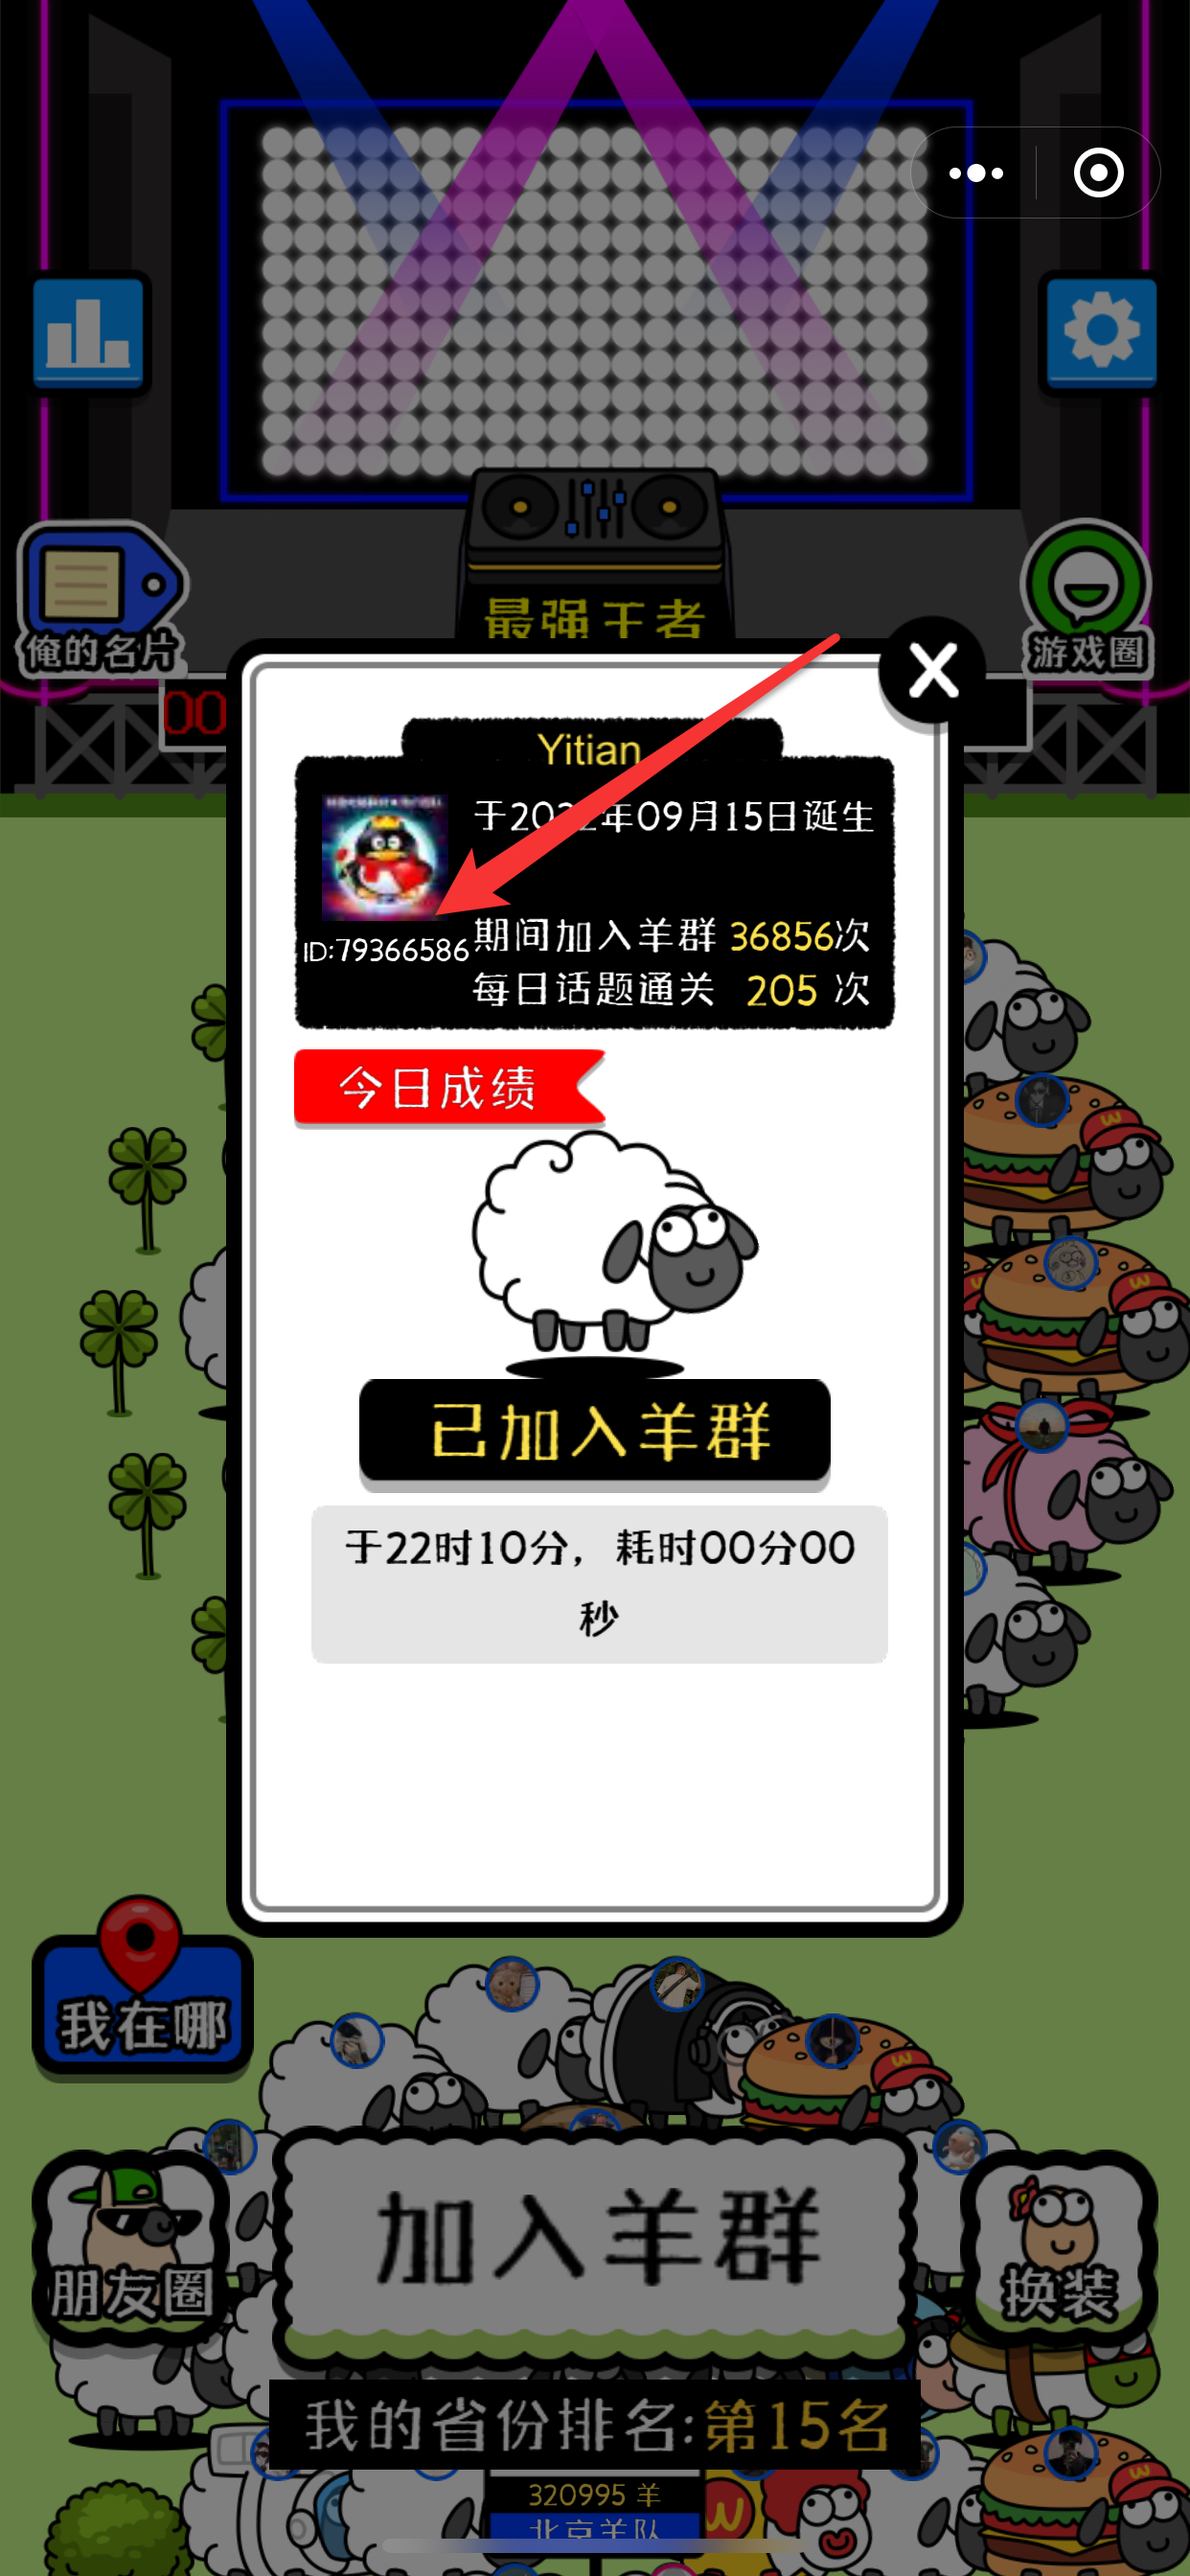 最强王者
俺的名片
游戏圈
00
Yitian
于2022年09月15日诞生
期间加入羊群 36856次
ID:79366586
每日话题通关 205 次
今日成绩
已加入羊群
于22时10分，耗时00分00
秒
我在哪
朋友圈
加入羊群
换装
我的省份排名:第15名
320995 羊
北京羊队